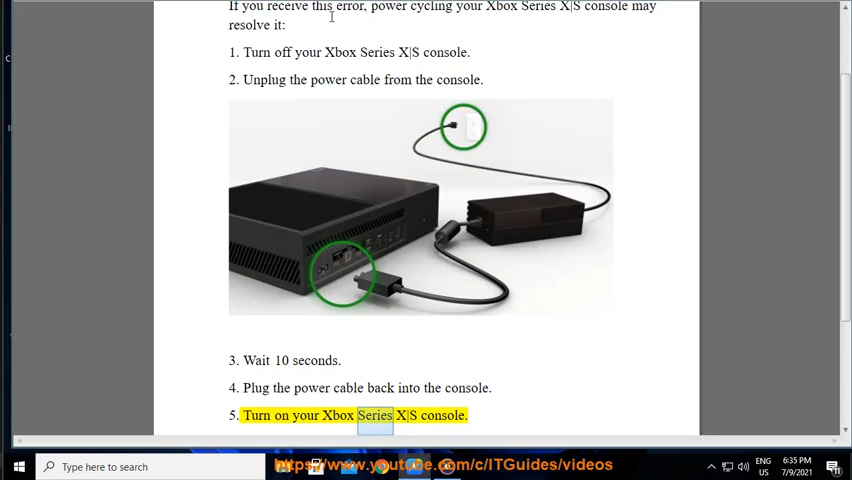 If you receive this error, power cycling your Xbox Series X|S console may
resolve it:
1. Turn off your Xbox Series X|S console.
2. Unplug the power cable from the console.
3. Wait 10 seconds.
4. Plug the power cable back into the console.
5. Turn on your Xbox Series X|S console.
https://www.youtube.com/c/ITGuides/videos
Type here to search
ENG
US
6:35 PM
7/9/2021